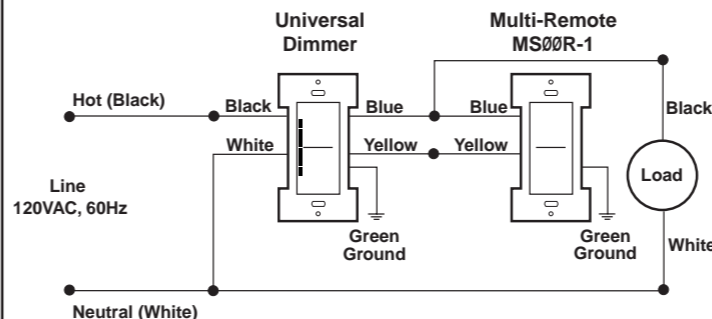 Universal
Dimmer
Multi-Remote
MSØØR-1
Hot (Black)
Black
Blue
Blue
Black
White
Yellow
Yellow
Load
Line
120VAC, 60Hz
Green
Ground
Green
Ground
White
Neutral (White)